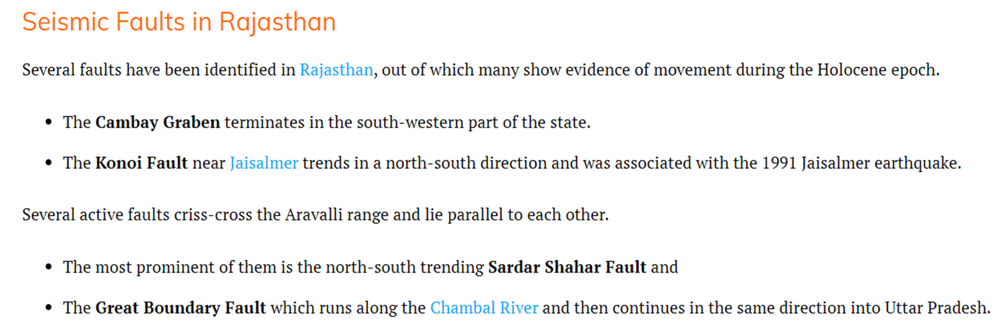 Seismic Faults in Rajasthan
Several faults have been identified in Rajasthan, out of which many show evidence of movement during the Holocene epoch.
• The Cambay Graben terminates in the south-western part of the state.
• The Konoi Fault near Jaisalmer trends in a north-south direction and was associated with the 1991 Jaisalmer earthquake.
Several active faults criss-cross the Aravalli range and lie parallel to each other.
• The most prominent of them is the north-south trending Sardar Shahar Fault and
• The Great Boundary Fault which runs along the Chambal River and then continues in the same direction into Uttar Pradesh.